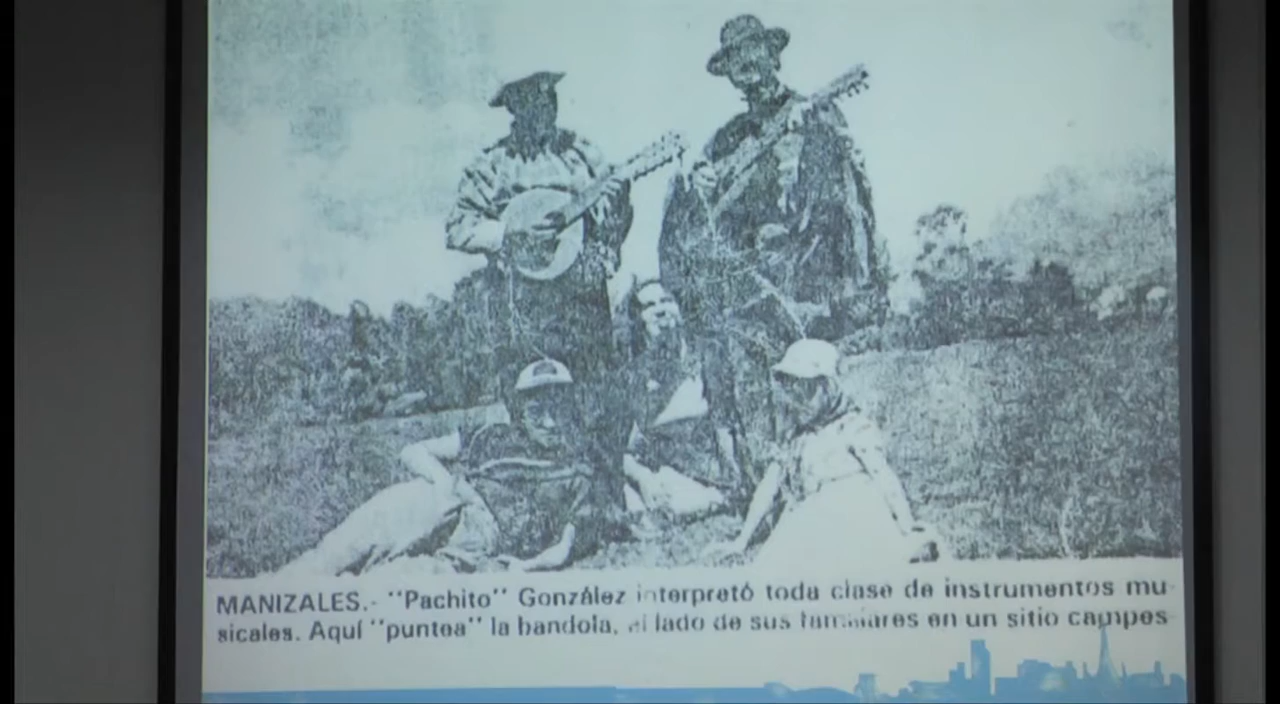 MANIZALES.- "Pachito" González interpretó toda clase de instrumentos mu-
sicales. Aquí "puntea" la bandola, al lado de sus familiares en un sitio campes-